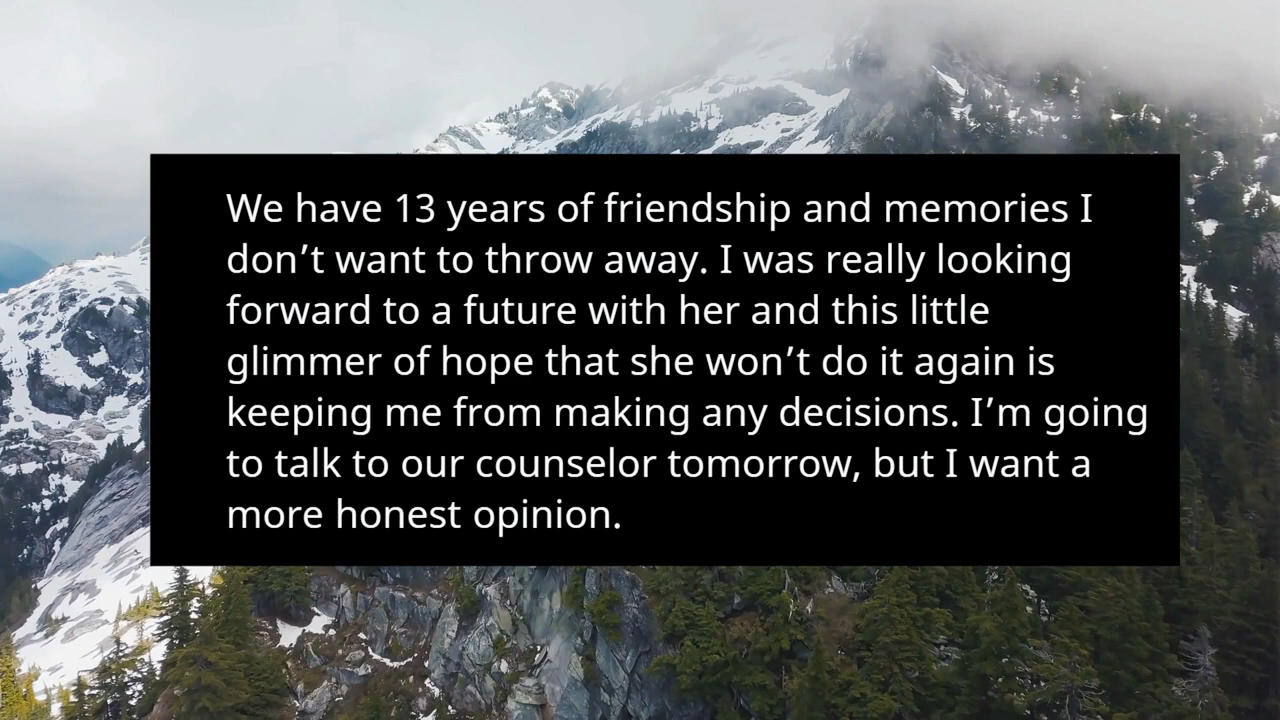 We have 13 years of friendship and memories I
don’t want to throw away. I was really looking
forward to a future with her and this little
glimmer of hope that she won’t do it again is
keeping me from making any decisions. I’m going
to talk to our counselor tomorrow, but I want a
more honest opinion.